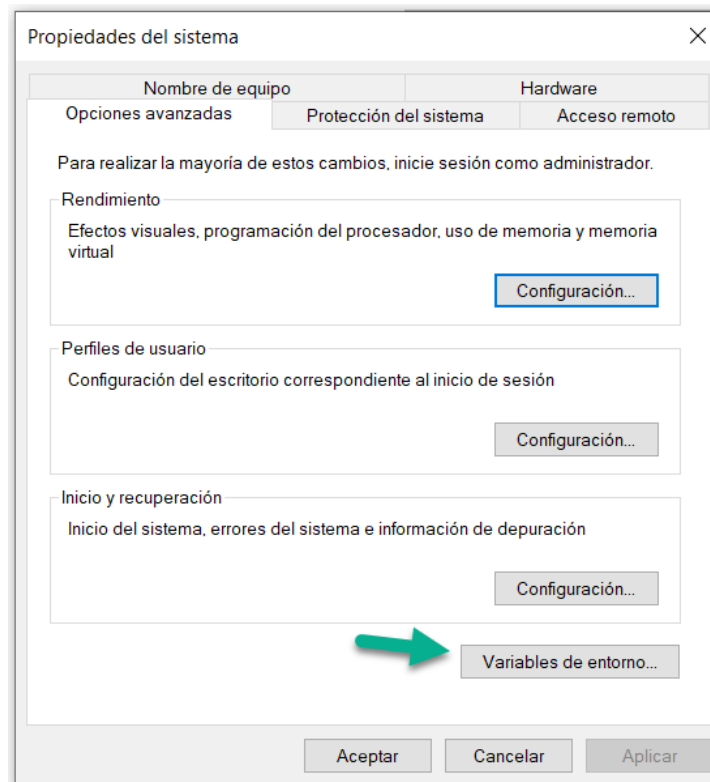 Propiedades del sistema
Nombre de equipo
Hardware
Opciones avanzadas
Protección del sistema
Acceso remoto
Para realizar la mayoría de estos cambios, inicie sesión como administrador.
Rendimiento
Efectos visuales, programación del procesador, uso de memoria y memoria
virtual
Configuración...
Perfiles de usuario
Configuración del escritorio correspondiente al inicio de sesión
Configuración...
Inicio y recuperación
Inicio del sistema, errores del sistema e información de depuración
Configuración...
Variables de entorno...
Aceptar
Cancelar
Aplicar